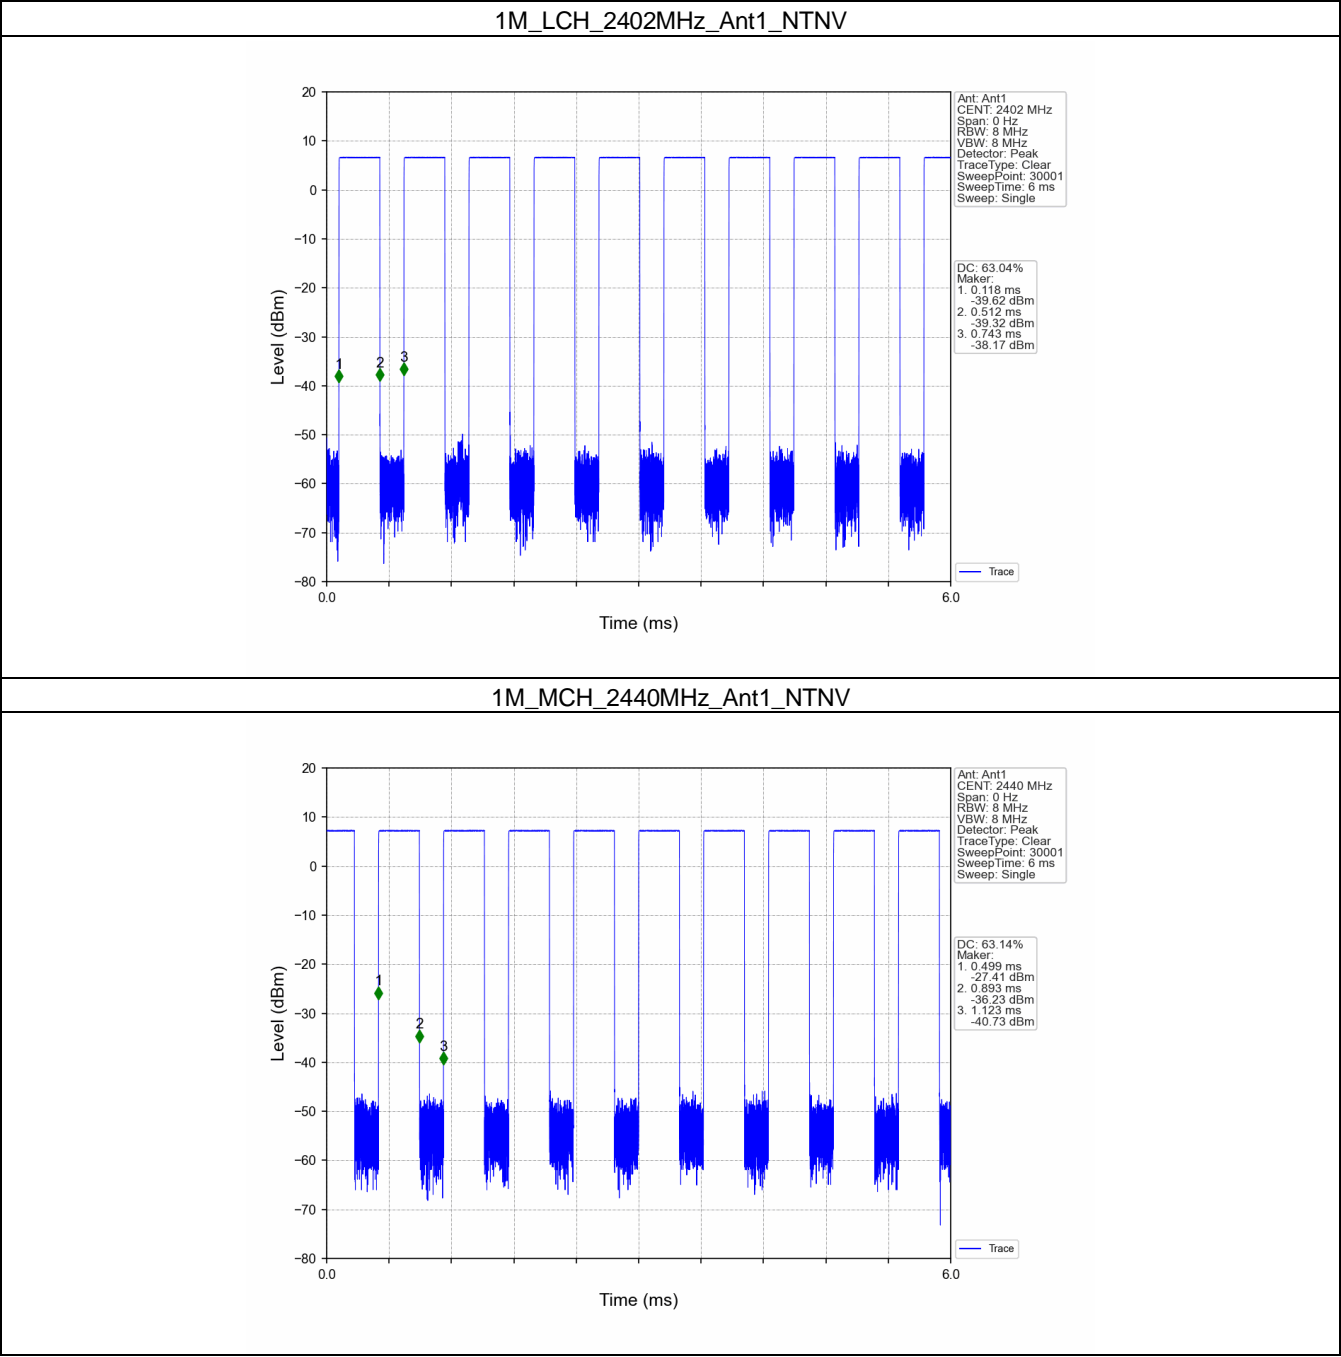 1M_LCH_2402MHz_Ant1_NTNV
20
10
0
−10
−20
−30
−40
−50
−60
−70
−80
Level (dBm)
1
2
3
0.0
6.0
Time (ms)
Ant: Ant1
CENT: 2402 MHz
Span: 0 Hz
RBW: 8 MHz
VBW: 8 MHz
Detector: Peak
TraceType: Clear
SweepPoint: 30001
SweepTime: 6 ms
Sweep: Single
DC: 63.04%
Maker:
1. 0.118 ms
-39.62 dBm
2. 0.512 ms
-39.32 dBm
3. 0.743 ms
-38.17 dBm
Trace
1M_MCH_2440MHz_Ant1_NTNV
20
10
0
−10
−20
−30
−40
−50
−60
−70
−80
Level (dBm)
1
2
3
0.0
6.0
Time (ms)
Ant: Ant1
CENT: 2440 MHz
Span: 0 Hz
RBW: 8 MHz
VBW: 8 MHz
Detector: Peak
TraceType: Clear
SweepPoint: 30001
SweepTime: 6 ms
Sweep: Single
DC: 63.14%
Maker:
1. 0.499 ms
-27.41 dBm
2. 0.893 ms
-36.23 dBm
3. 1.123 ms
-40.73 dBm
Trace